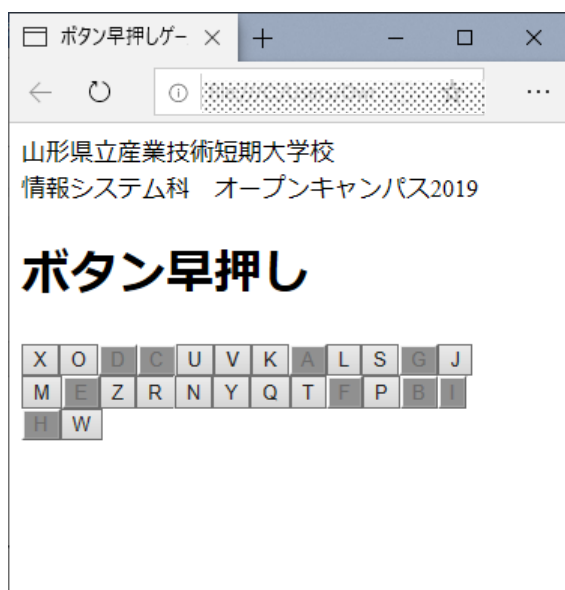 ボタン早押しゲー
山形県立産業技術短期大学校
情報システム科　オープンキャンパス2019
ボタン早押し
X O D C U V K A L S G J
M E Z R N Y Q T F P B I
H W